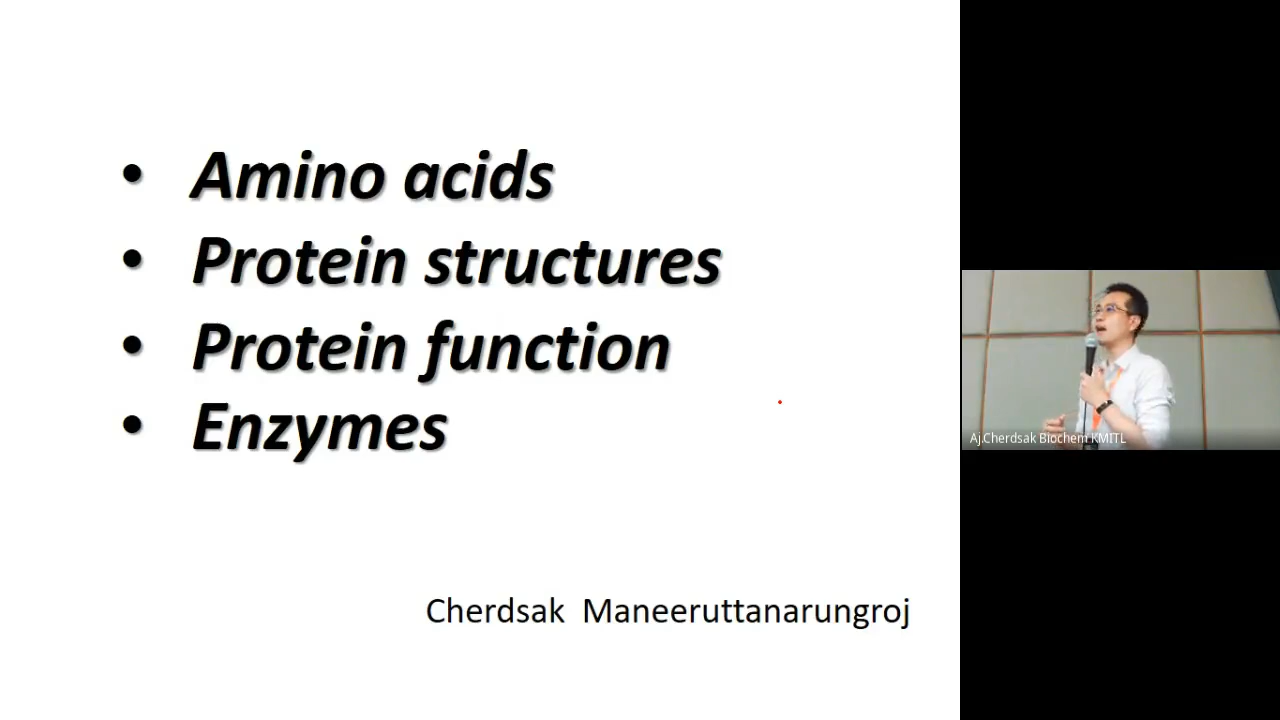 • Amino acids
• Protein structures
• Protein function
• Enzymes
Cherdsak Maneeruttanarungroj
Aj.Cherdsak Biochem KMITL